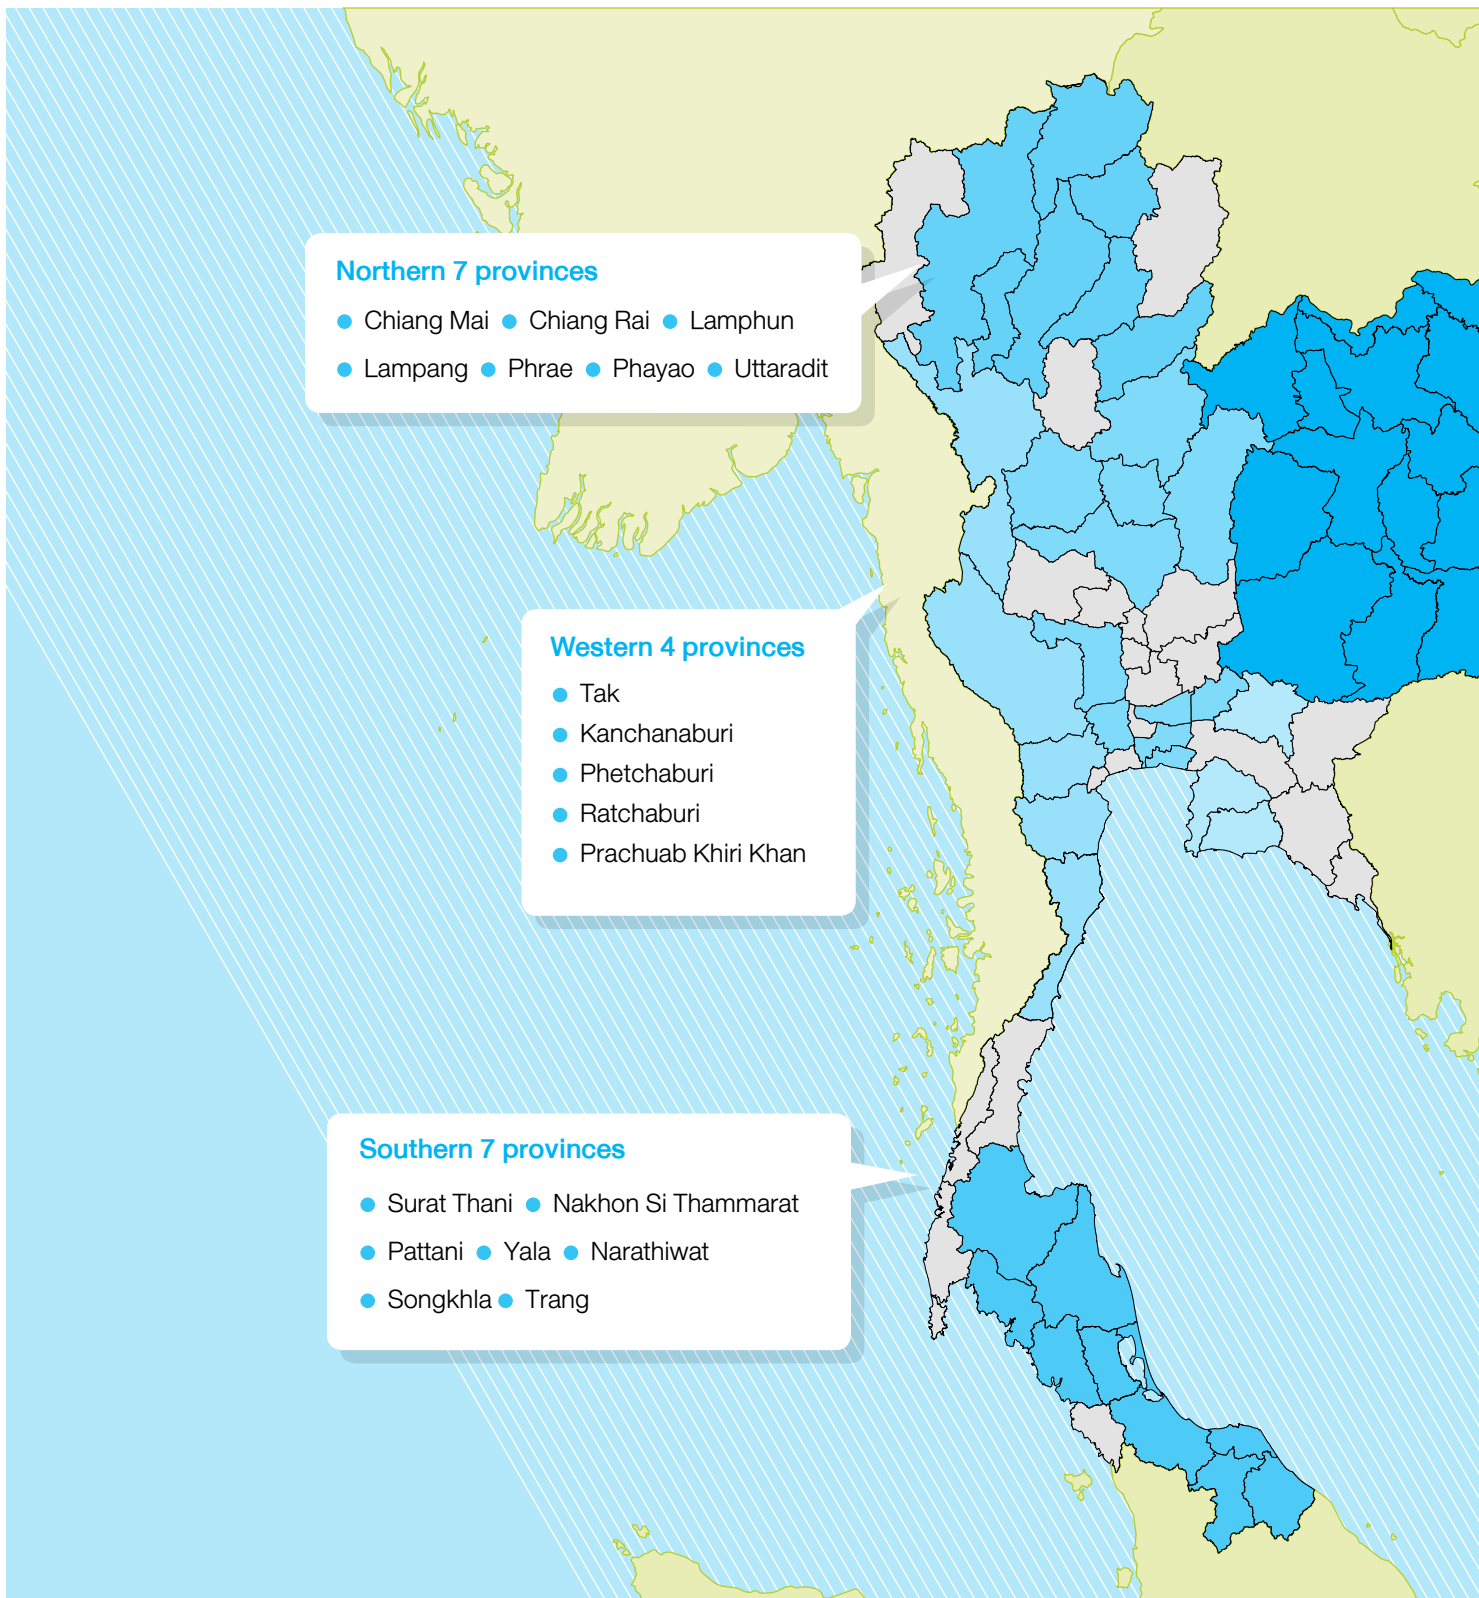 Northern 7 provinces
● Chiang Mai ● Chiang Rai ● Lamphun
● Lampang ● Phrae ● Phayao ● Uttaradit
Western 4 provinces
● Tak
● Kanchanaburi
● Phetchaburi
● Ratchaburi
● Prachuab Khiri Khan
Southern 7 provinces
● Surat Thani ● Nakhon Si Thammarat
● Pattani ● Yala ● Narathiwat
● Songkhla ● Trang